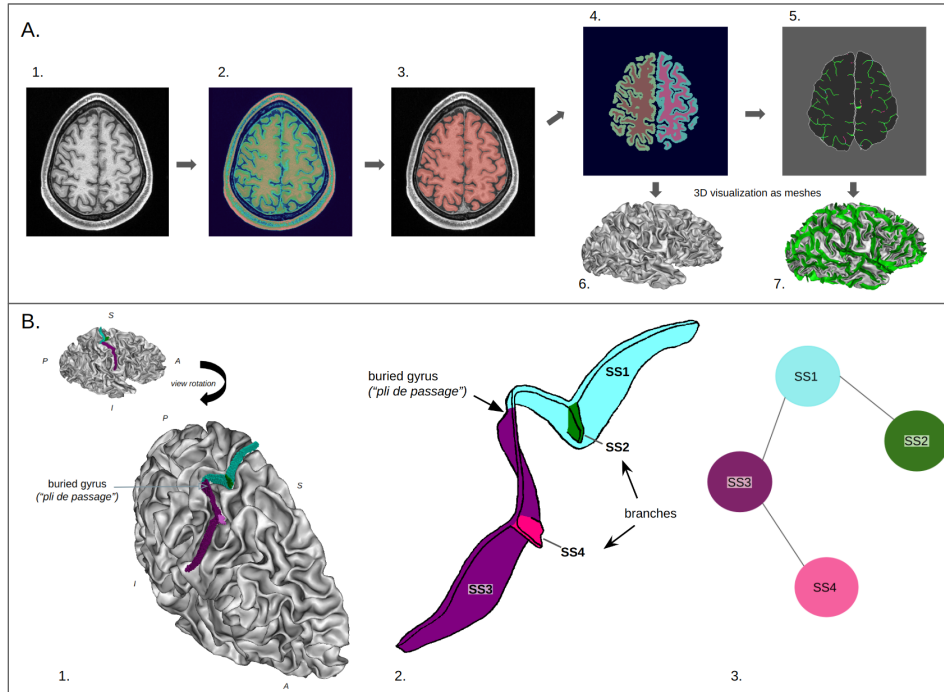 A.
1.
2.
3.
4.
5.
3D visualization as meshes
6.
7.
B.
S
P
A
view rotation
I
P
buried gyrus
(“pli de passage”)
S
I
A
1.
buried gyrus
(“pli de passage”)
SS1
SS2
branches
SS4
SS3
2.
SS1
SS2
SS3
SS4
3.